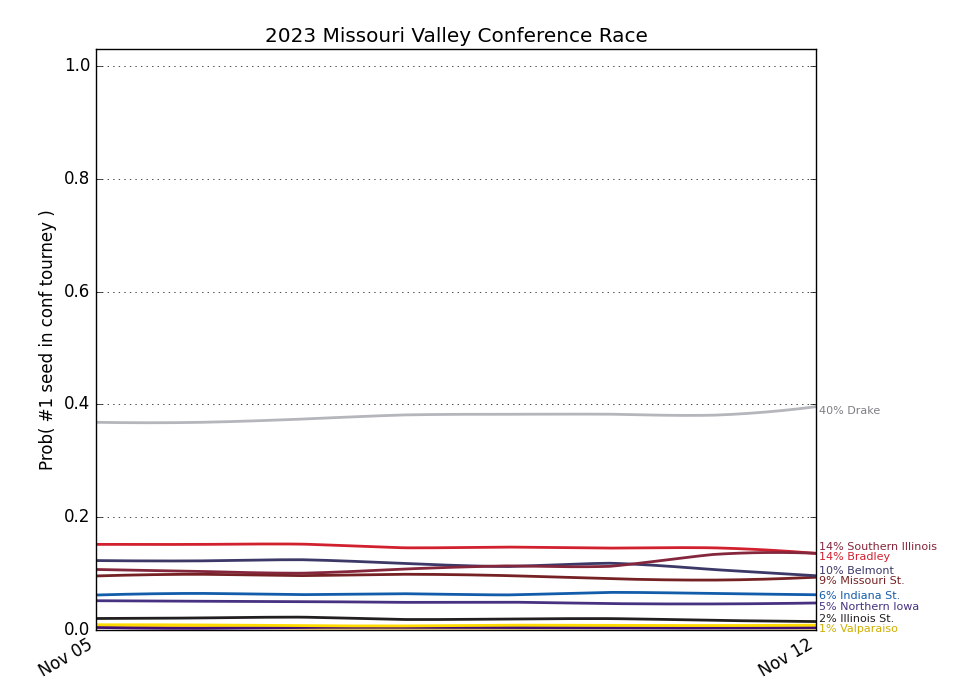 2023 Missouri Valley Conference Race
Prob( #1 seed in conf tourney )
1.0
0.8
0.6
0.4
0.2
0.0
Nov 05
Nov 12
40% Drake
14% Southern Illinois
14% Bradley
10% Belmont
9% Missouri St.
6% Indiana St.
5% Northern Iowa
2% Illinois St.
1% Valparaiso